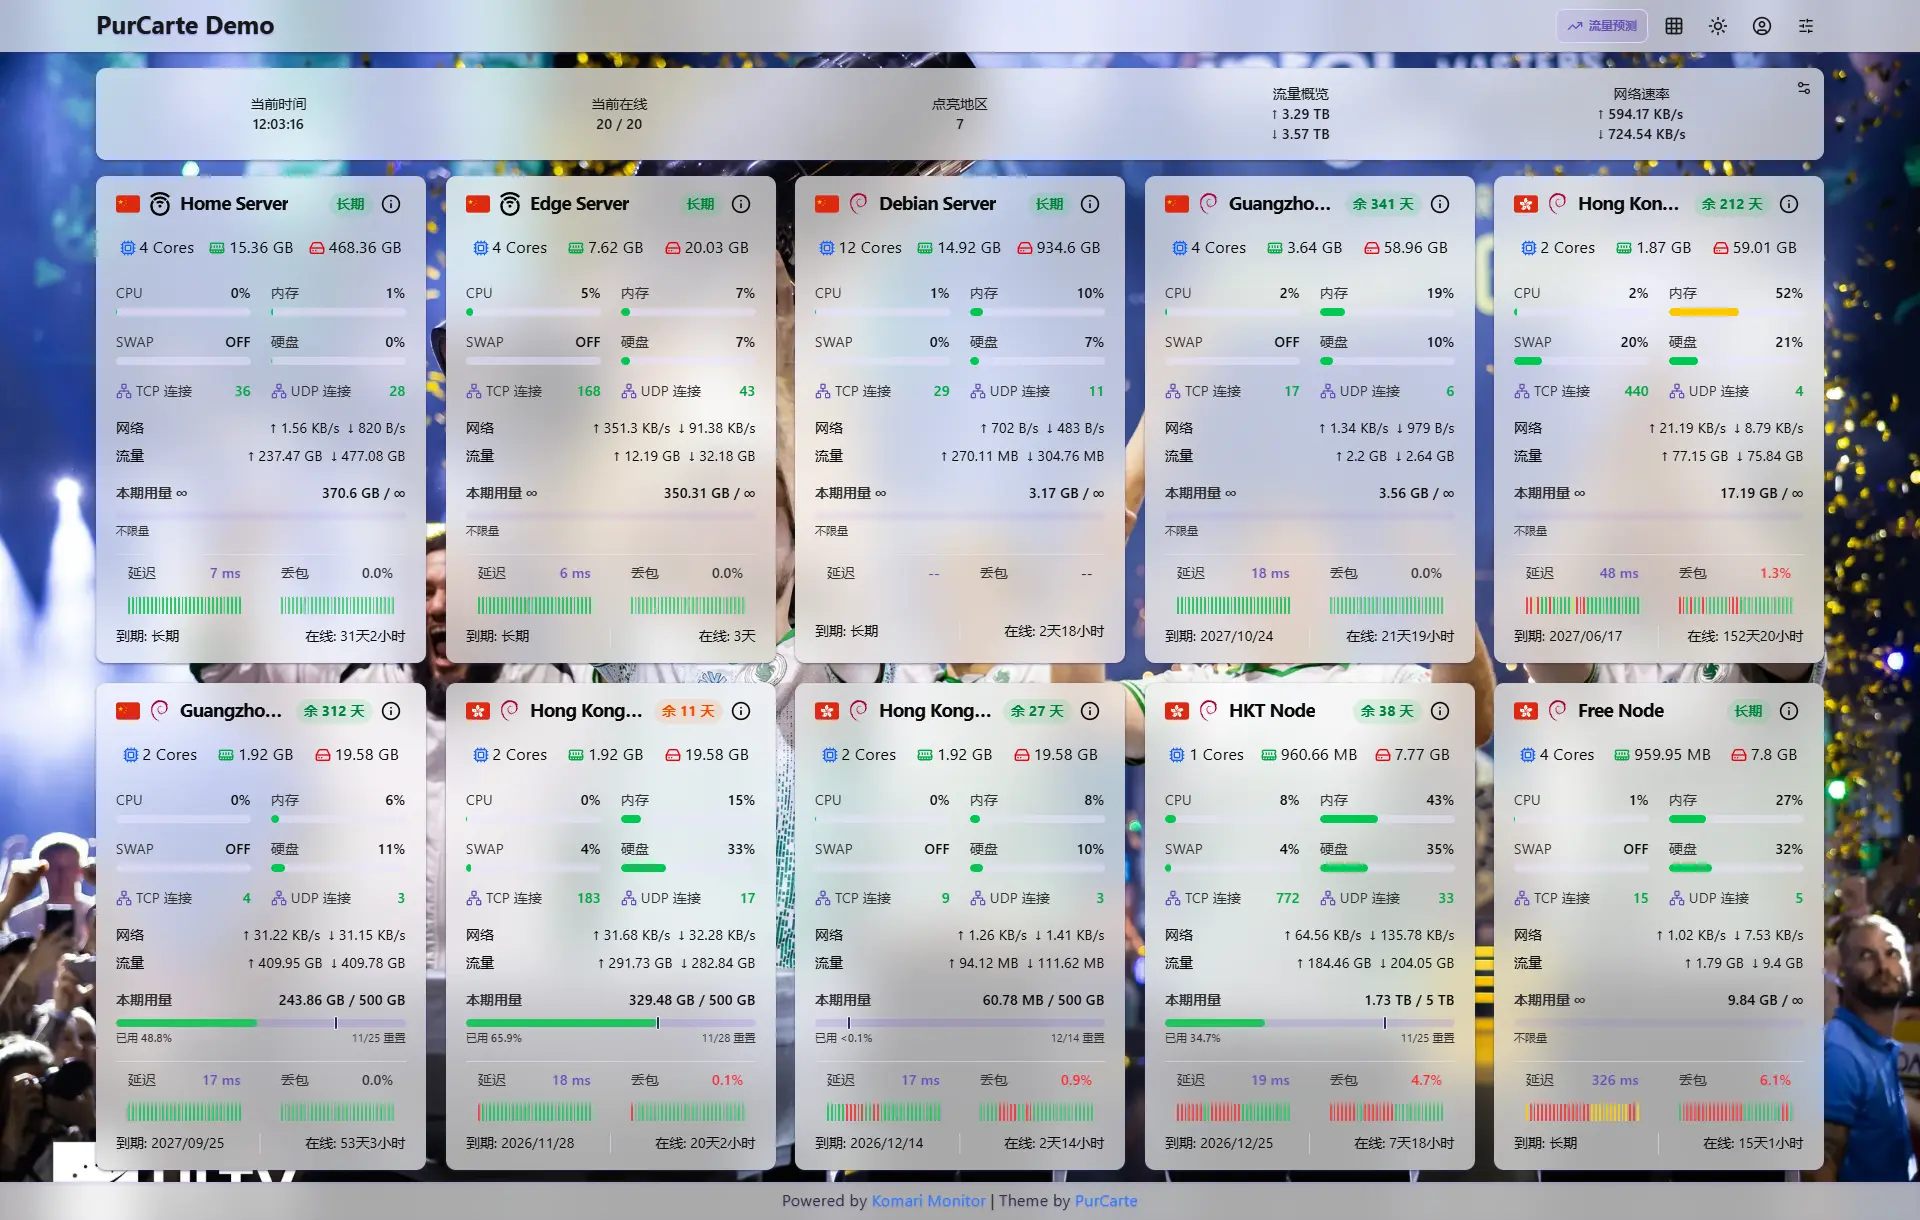 PurCarte Demo
流量预测
当前时间
12:03:16
当前在线
20 / 20
点亮地区
7
流量概览
↑ 3.29 TB
↓ 3.57 TB
网络速率
↑ 594.17 KB/s
↓ 724.54 KB/s
Home Server 长期
4 Cores 15.36 GB 468.36 GB
CPU 0% 内存 1%
SWAP OFF 硬盘 0%
TCP 连接 36 UDP 连接 28
网络 ↑ 1.56 KB/s ↓ 820 B/s
流量 ↑ 237.47 GB ↓ 477.08 GB
本期用量 ∞ 370.6 GB / ∞
不限量
延迟 7 ms 丢包 0.0%
到期: 长期 在线: 31天2小时
Edge Server 长期
4 Cores 7.62 GB 20.03 GB
CPU 5% 内存 7%
SWAP OFF 硬盘 7%
TCP 连接 168 UDP 连接 43
网络 ↑ 351.3 KB/s ↓ 91.38 KB/s
流量 ↑ 12.19 GB ↓ 32.18 GB
本期用量 ∞ 350.31 GB / ∞
不限量
延迟 6 ms 丢包 0.0%
到期: 长期 在线: 3天
Debian Server 长期
12 Cores 14.92 GB 934.6 GB
CPU 1% 内存 10%
SWAP 0% 硬盘 7%
TCP 连接 29 UDP 连接 11
网络 ↑ 702 B/s ↓ 483 B/s
流量 ↑ 270.11 MB ↓ 304.76 MB
本期用量 ∞ 3.17 GB / ∞
不限量
延迟 -- 丢包 --
到期: 长期 在线: 2天18小时
Guangzho... 余 341 天
4 Cores 3.64 GB 58.96 GB
CPU 2% 内存 19%
SWAP OFF 硬盘 10%
TCP 连接 17 UDP 连接 6
网络 ↑ 1.34 KB/s ↓ 979 B/s
流量 ↑ 2.2 GB ↓ 2.64 GB
本期用量 ∞ 3.56 GB / ∞
不限量
延迟 18 ms 丢包 0.0%
到期: 2027/10/24 在线: 21天19小时
Hong Kon... 余 212 天
2 Cores 1.87 GB 59.01 GB
CPU 2% 内存 52%
SWAP 20% 硬盘 21%
TCP 连接 440 UDP 连接 4
网络 ↑ 21.19 KB/s ↓ 8.79 KB/s
流量 ↑ 77.15 GB ↓ 75.84 GB
本期用量 ∞ 17.19 GB / ∞
不限量
延迟 48 ms 丢包 1.3%
到期: 2027/06/17 在线: 152天20小时
Guangzho... 余 312 天
2 Cores 1.92 GB 19.58 GB
CPU 0% 内存 6%
SWAP OFF 硬盘 11%
TCP 连接 4 UDP 连接 3
网络 ↑ 31.22 KB/s ↓ 31.15 KB/s
流量 ↑ 409.95 GB ↓ 409.78 GB
本期用量 243.86 GB / 500 GB
已用 48.8% 11/25 重置
延迟 17 ms 丢包 0.0%
到期: 2027/09/25 在线: 53天3小时
Hong Kong... 余 11 天
2 Cores 1.92 GB 19.58 GB
CPU 0% 内存 15%
SWAP 4% 硬盘 33%
TCP 连接 183 UDP 连接 17
网络 ↑ 31.68 KB/s ↓ 32.28 KB/s
流量 ↑ 291.73 GB ↓ 282.84 GB
本期用量 329.48 GB / 500 GB
已用 65.9% 11/28 重置
延迟 18 ms 丢包 0.1%
到期: 2026/11/28 在线: 20天2小时
Hong Kong... 余 27 天
2 Cores 1.92 GB 19.58 GB
CPU 0% 内存 8%
SWAP OFF 硬盘 10%
TCP 连接 9 UDP 连接 3
网络 ↑ 1.26 KB/s ↓ 1.41 KB/s
流量 ↑ 94.12 MB ↓ 111.62 MB
本期用量 60.78 MB / 500 GB
已用 <0.1% 12/14 重置
延迟 17 ms 丢包 0.9%
到期: 2026/12/14 在线: 2天14小时
HKT Node 余 38 天
1 Cores 960.66 MB 7.77 GB
CPU 8% 内存 43%
SWAP 4% 硬盘 35%
TCP 连接 772 UDP 连接 33
网络 ↑ 64.56 KB/s ↓ 135.78 KB/s
流量 ↑ 184.46 GB ↓ 204.05 GB
本期用量 1.73 TB / 5 TB
已用 34.7% 11/25 重置
延迟 19 ms 丢包 4.7%
到期: 2026/12/25 在线: 7天18小时
Free Node 长期
4 Cores 959.95 MB 7.8 GB
CPU 1% 内存 27%
SWAP OFF 硬盘 32%
TCP 连接 15 UDP 连接 5
网络 ↑ 1.02 KB/s ↓ 7.53 KB/s
流量 ↑ 1.79 GB ↓ 9.4 GB
本期用量 ∞ 9.84 GB / ∞
不限量
延迟 326 ms 丢包 6.1%
到期: 长期 在线: 15天1小时
Powered by Komari Monitor | Theme by PurCarte